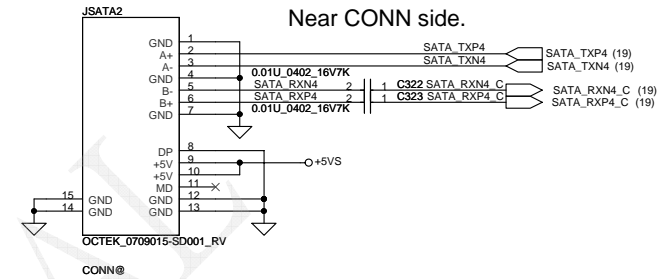 JSATA2
Near CONN side.
GND 1
A+ 2 SATA_TXP4 SATA_TXP4 (19)
A- 3 SATA_TXN4 SATA_TXN4 (19)
GND 4 0.01U_0402_16V7K
B- 5 SATA_RXN4 2 1 C322 SATA_RXN4_C SATA_RXN4_C (19)
B+ 6 SATA_RXP4 2 1 C323 SATA_RXP4_C SATA_RXP4_C (19)
GND 7 0.01U_0402_16V7K
DP 8
+5V 9 +5VS
+5V 10
MD 11
15 GND GND 12
14 GND GND 13
OCTEK_0709015-SD001_RV
CONN@